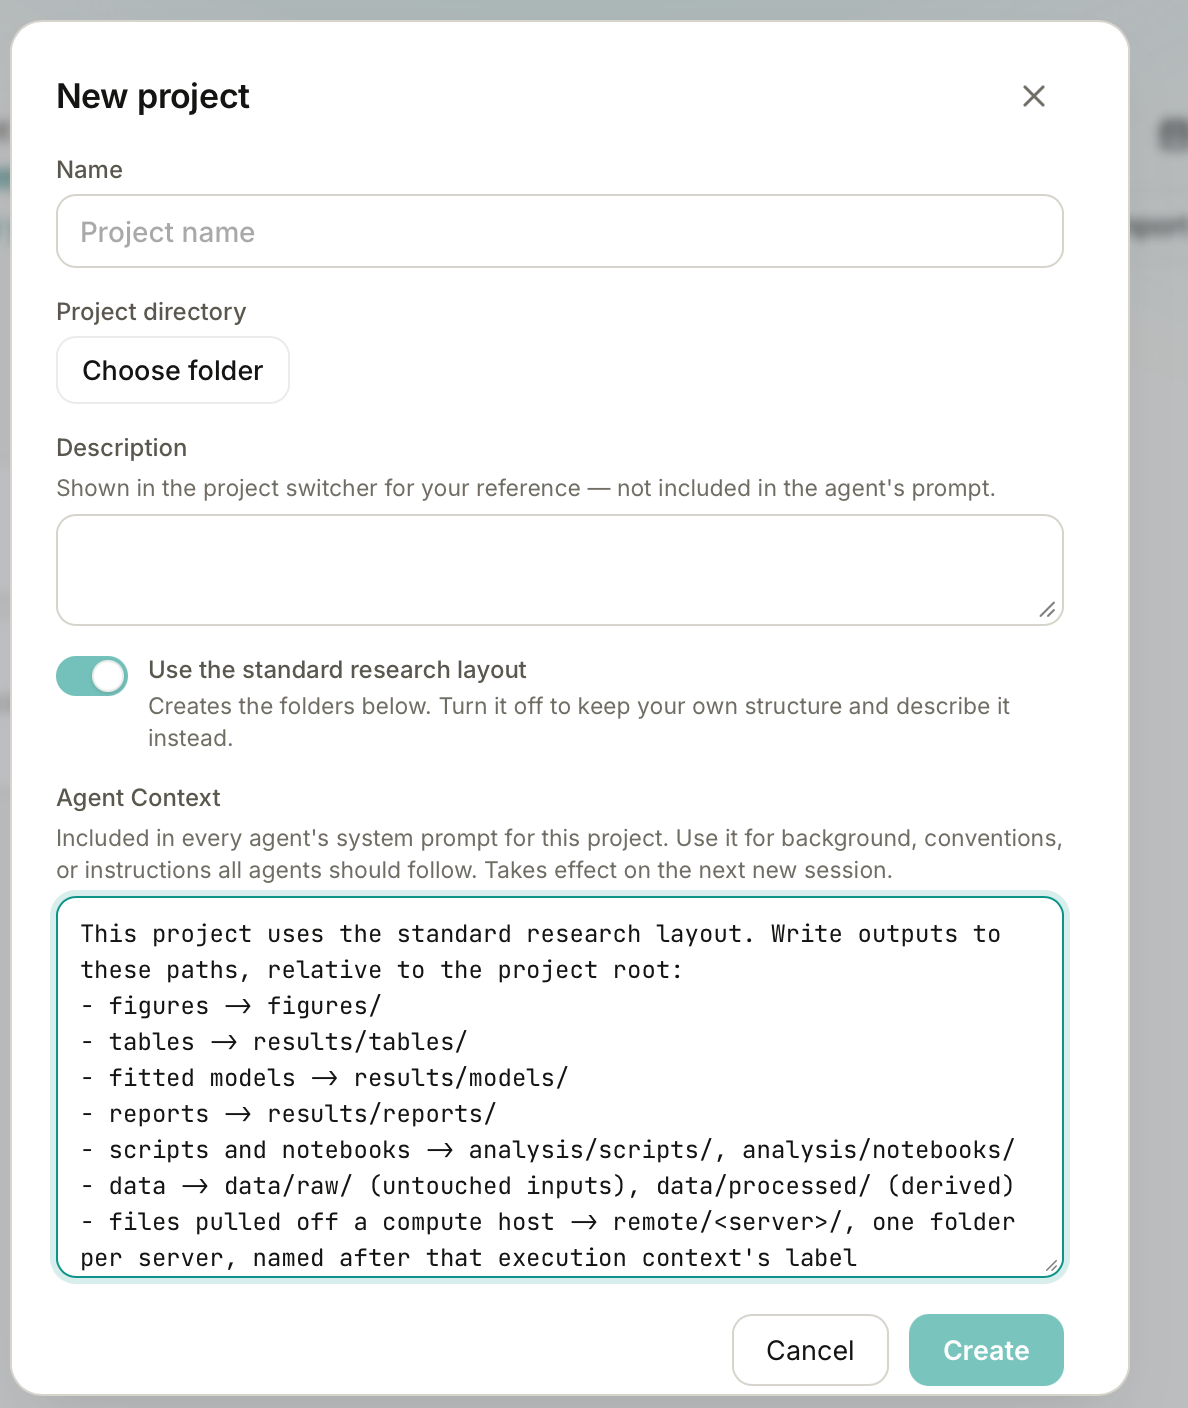 New project
Name
Project name
Project directory
Choose folder
Description
Shown in the project switcher for your reference — not included in the agent's prompt.
Use the standard research layout
Creates the folders below. Turn it off to keep your own structure and describe it
instead.
Agent Context
Included in every agent's system prompt for this project. Use it for background, conventions,
or instructions all agents should follow. Takes effect on the next new session.
This project uses the standard research layout. Write outputs to
these paths, relative to the project root:
- figures → figures/
- tables → results/tables/
- fitted models → results/models/
- reports → results/reports/
- scripts and notebooks → analysis/scripts/, analysis/notebooks/
- data → data/raw/ (untouched inputs), data/processed/ (derived)
- files pulled off a compute host → remote/<server>/, one folder
per server, named after that execution context's label
Cancel
Create